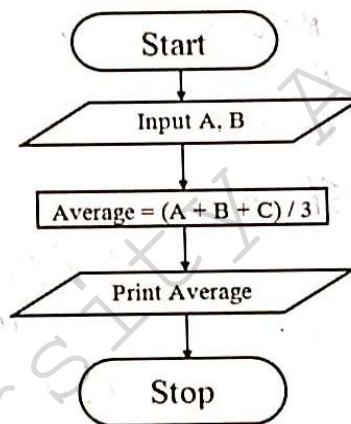 Start
Input A, B
Average = (A + B + C) / 3
Print Average
Stop